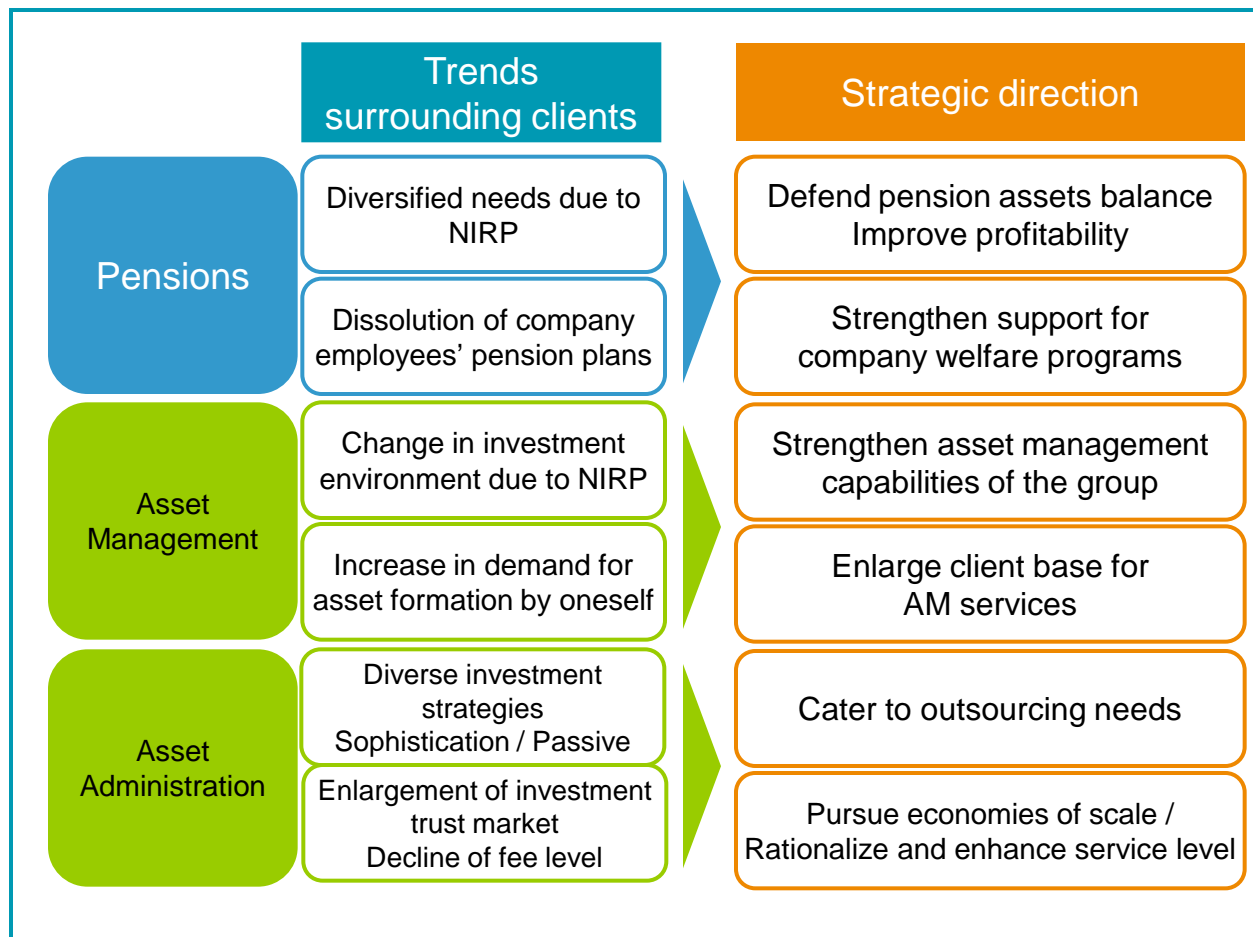 Trends
surrounding clients
Strategic direction
Pensions
Diversified needs due to
NIRP
Dissolution of company
employees’ pension plans
Defend pension assets balance
Improve profitability
Strengthen support for
company welfare programs
Asset
Management
Change in investment
environment due to NIRP
Increase in demand for
asset formation by oneself
Strengthen asset management
capabilities of the group
Enlarge client base for
AM services
Asset
Administration
Diverse investment
strategies
Sophistication / Passive
Enlargement of investment
trust market
Decline of fee level
Cater to outsourcing needs
Pursue economies of scale /
Rationalize and enhance service level